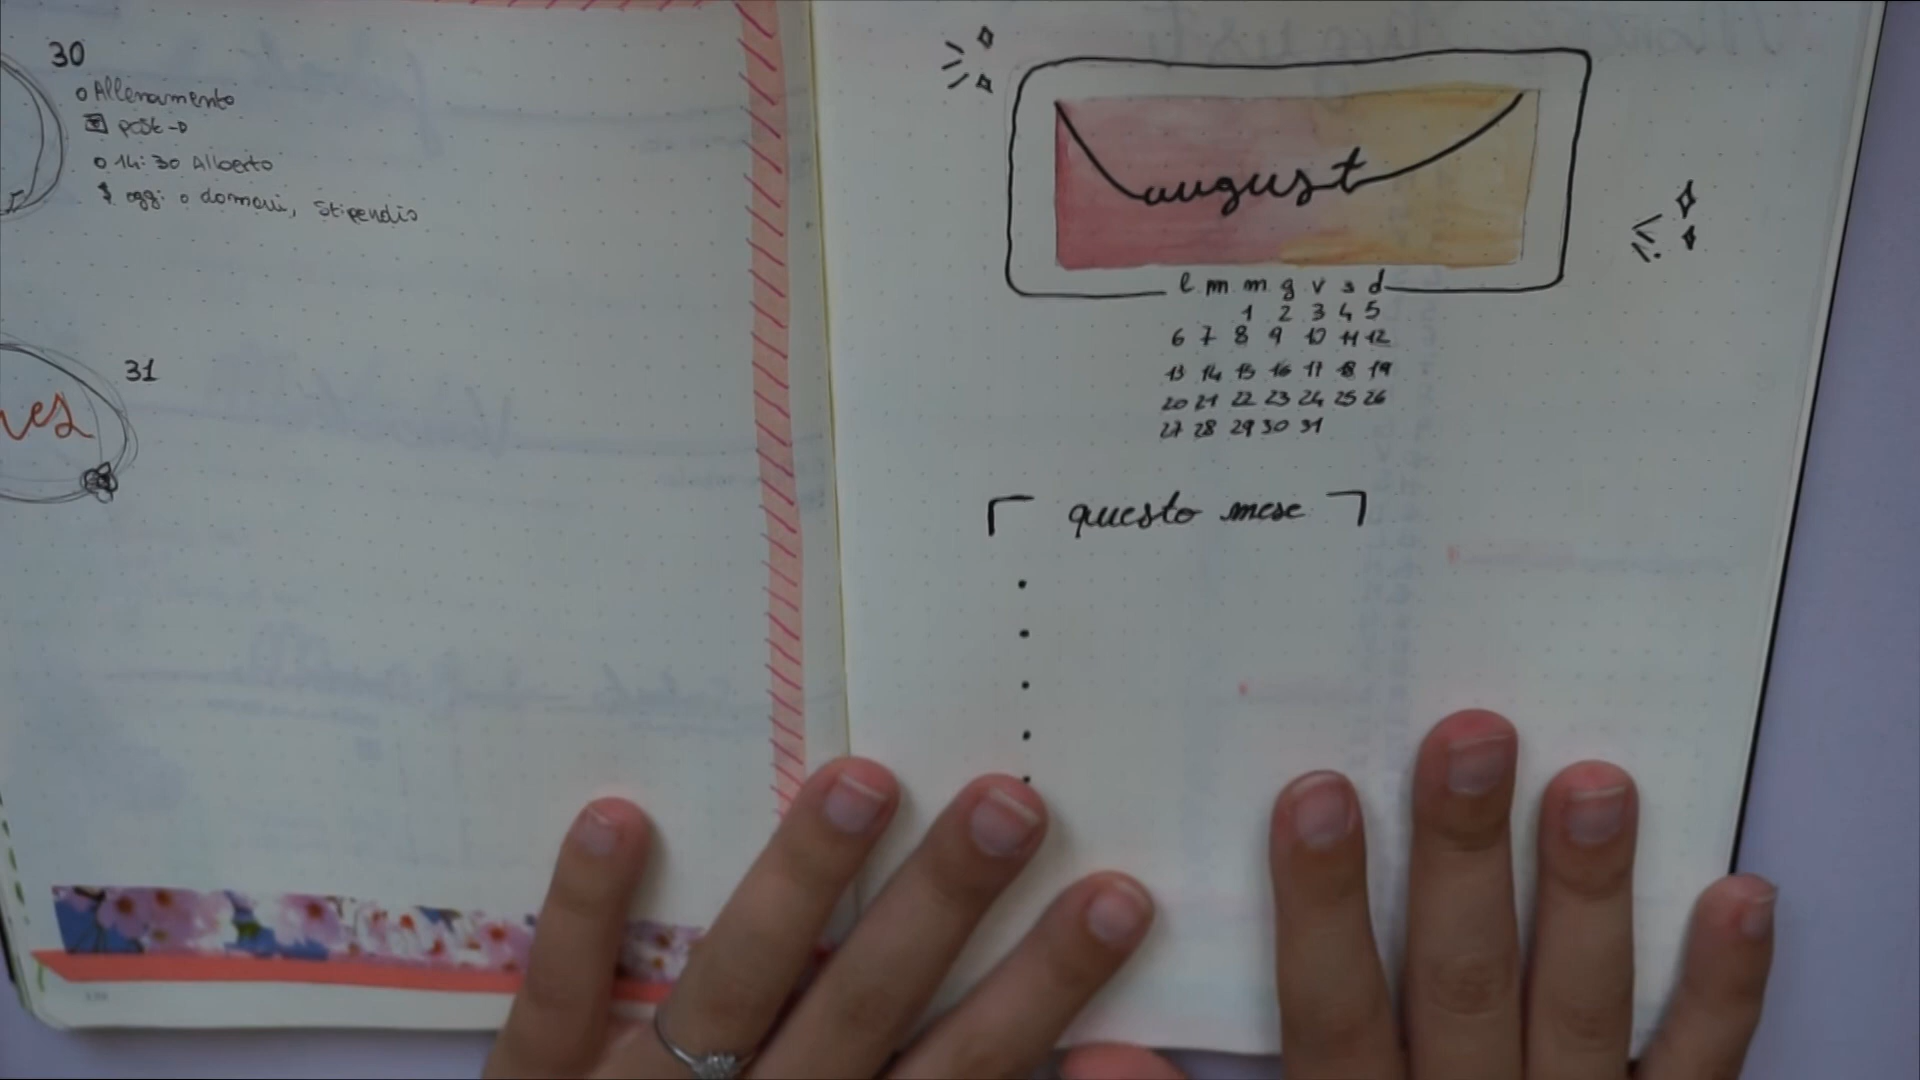 30
Allenamento
post
14:30 Alberto
$ oggi o domani, Stipendio
31
august
l m m g v s d
1 2 3 4 5
6 7 8 9 10 11 12
13 14 15 16 17 18 19
20 21 22 23 24 25 26
27 28 29 30 31
questo mese